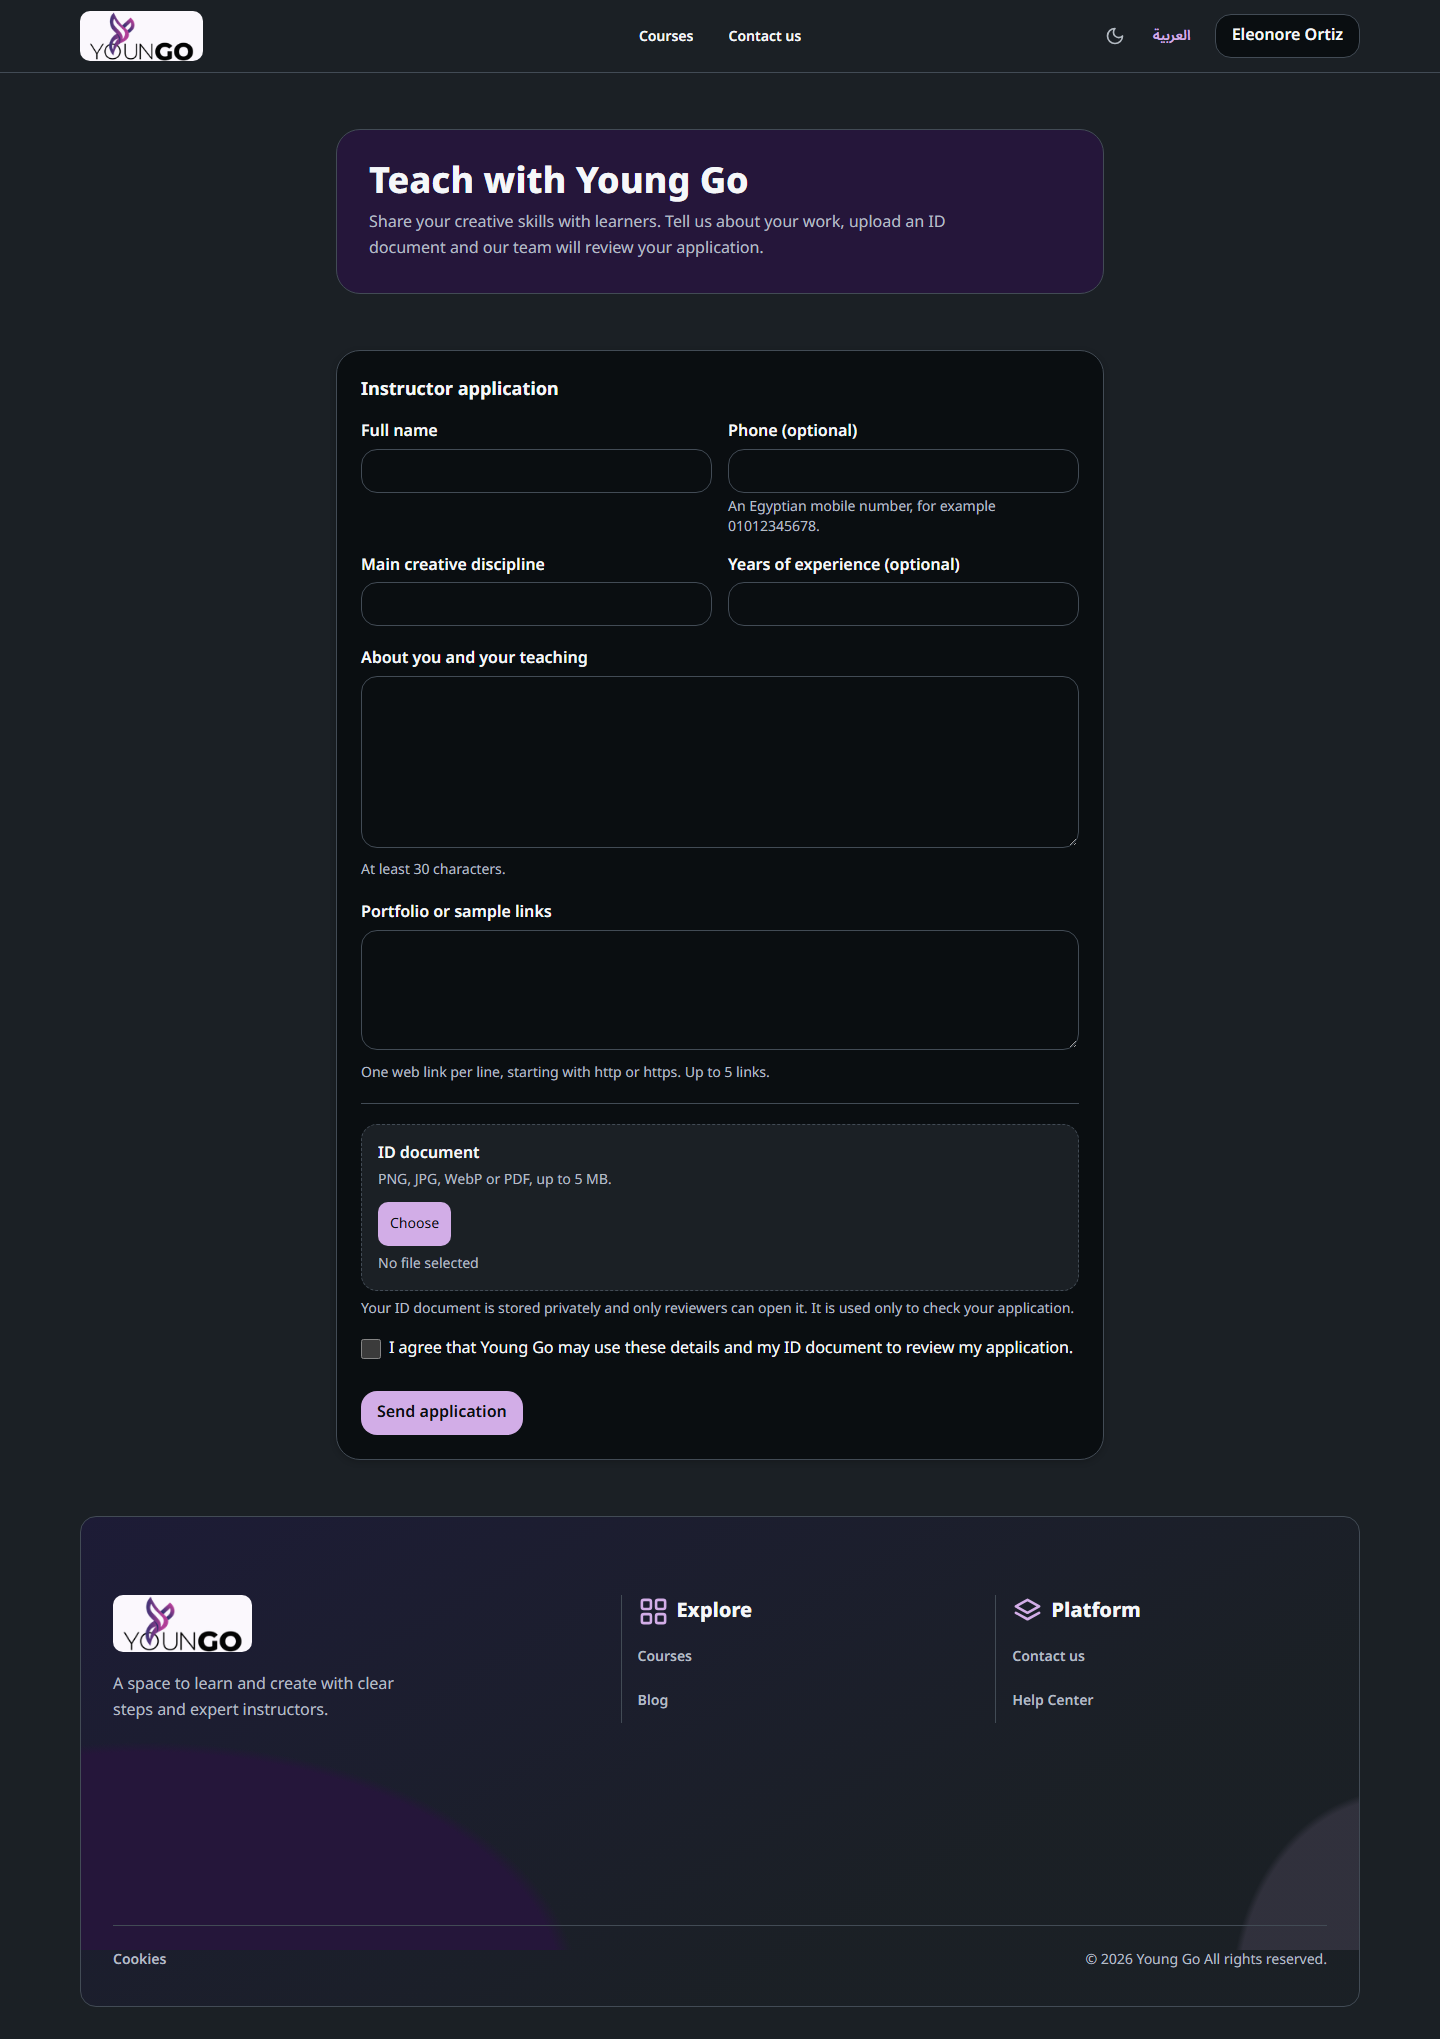 YOUNGO
Courses
Contact us
العربية
Eleonore Ortiz
Teach with Young Go
Share your creative skills with learners. Tell us about your work, upload an ID
document and our team will review your application.
Instructor application
Full name
Phone (optional)
An Egyptian mobile number, for example
01012345678.
Main creative discipline
Years of experience (optional)
About you and your teaching
At least 30 characters.
Portfolio or sample links
One web link per line, starting with http or https. Up to 5 links.
ID document
PNG, JPG, WebP or PDF, up to 5 MB.
Choose
No file selected
Your ID document is stored privately and only reviewers can open it. It is used only to check your application.
I agree that Young Go may use these details and my ID document to review my application.
Send application
YOUNGO
A space to learn and create with clear
steps and expert instructors.
Explore
Courses
Blog
Platform
Contact us
Help Center
Cookies
© 2026 Young Go All rights reserved.